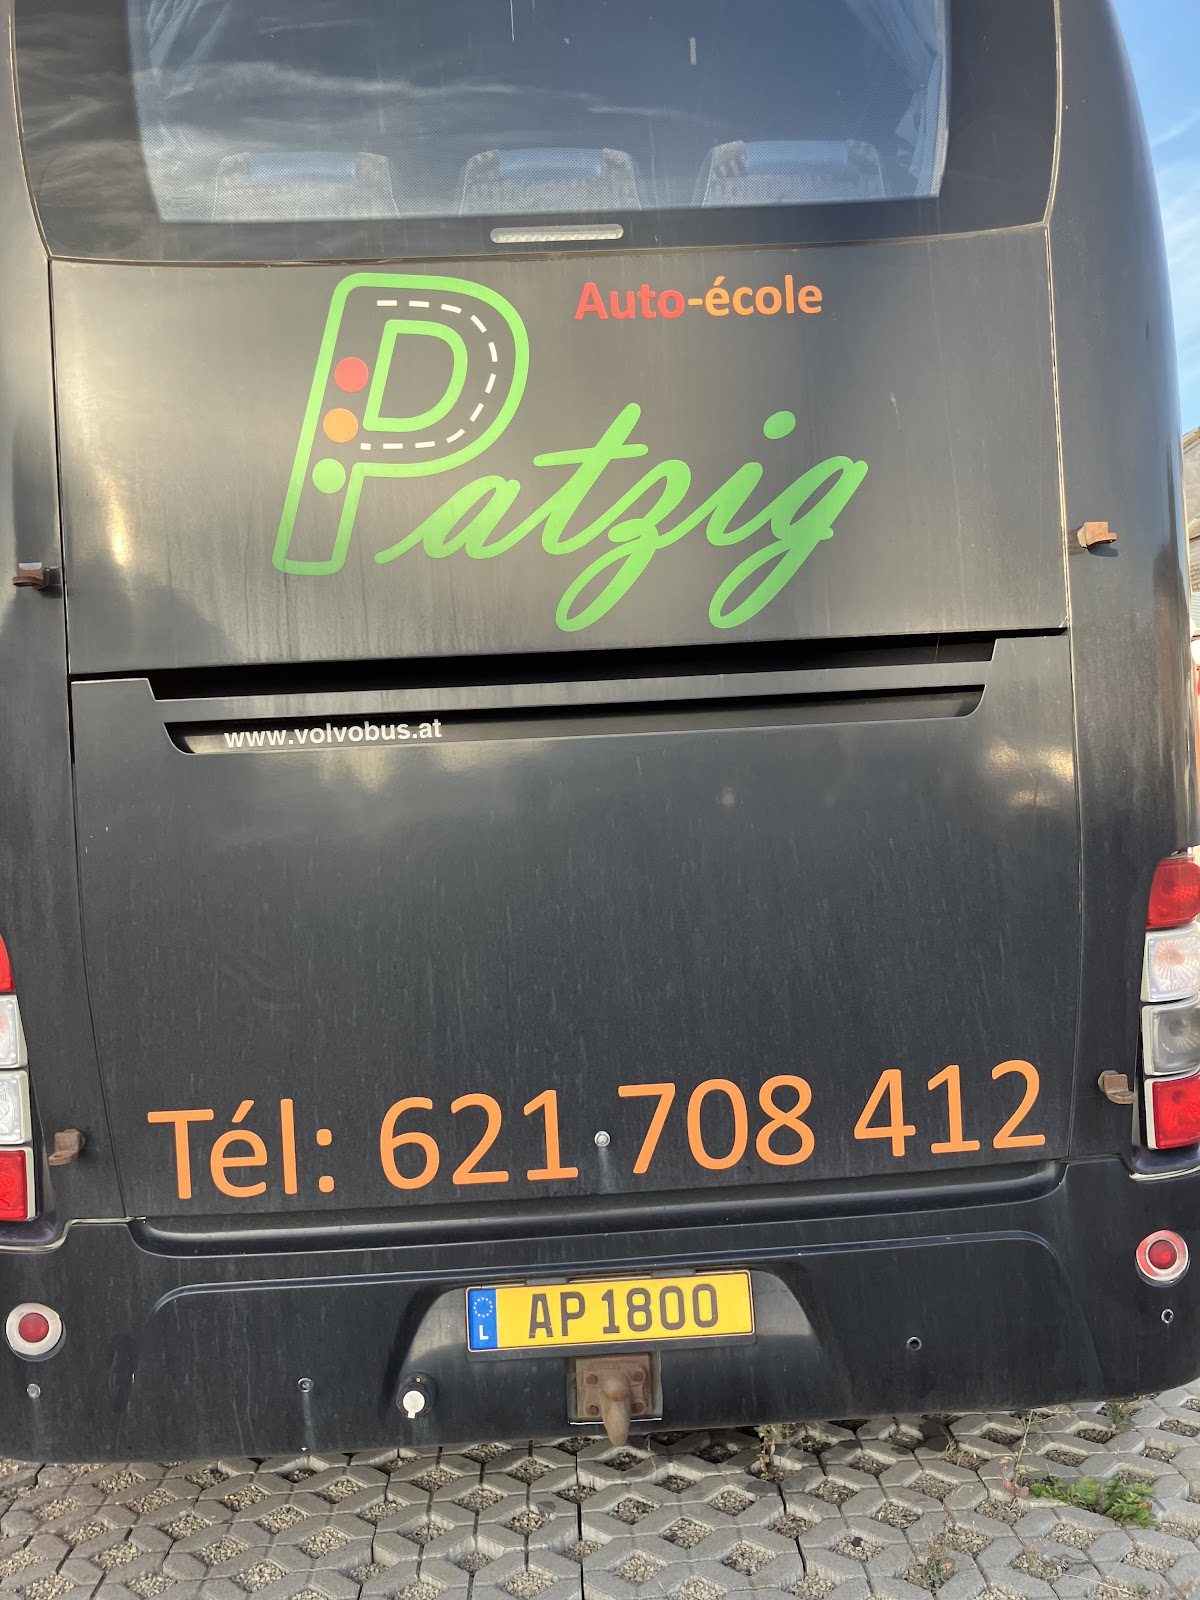 Auto-école
Patzig
www.volvobus.at
Tél: 621 708 412
L AP 1800